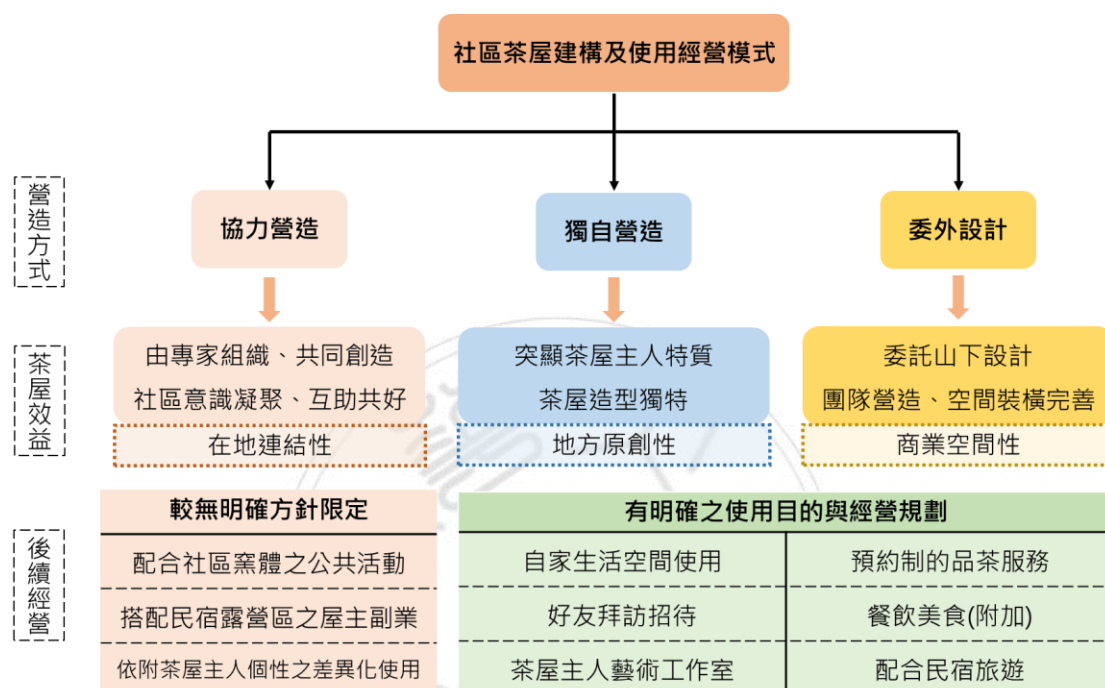 社區茶屋建構及使用經營模式
營造方式
協力營造
獨自營造
委外設計
茶屋效益
由專家組織、共同創造
社區意識凝聚、互助共好
在地連結性
突顯茶屋主人特質
茶屋造型獨特
地方原創性
委託山下設計
團隊營造、空間裝橫完善
商業空間性
後續經營
較無明確方針限定
配合社區窯體之公共活動
搭配民宿露營區之屋主副業
依附茶屋主人個性之差異化使用
有明確之使用目的與經營規劃
自家生活空間使用
預約制的品茶服務
好友拜訪招待
餐飲美食(附加)
茶屋主人藝術工作室
配合民宿旅遊